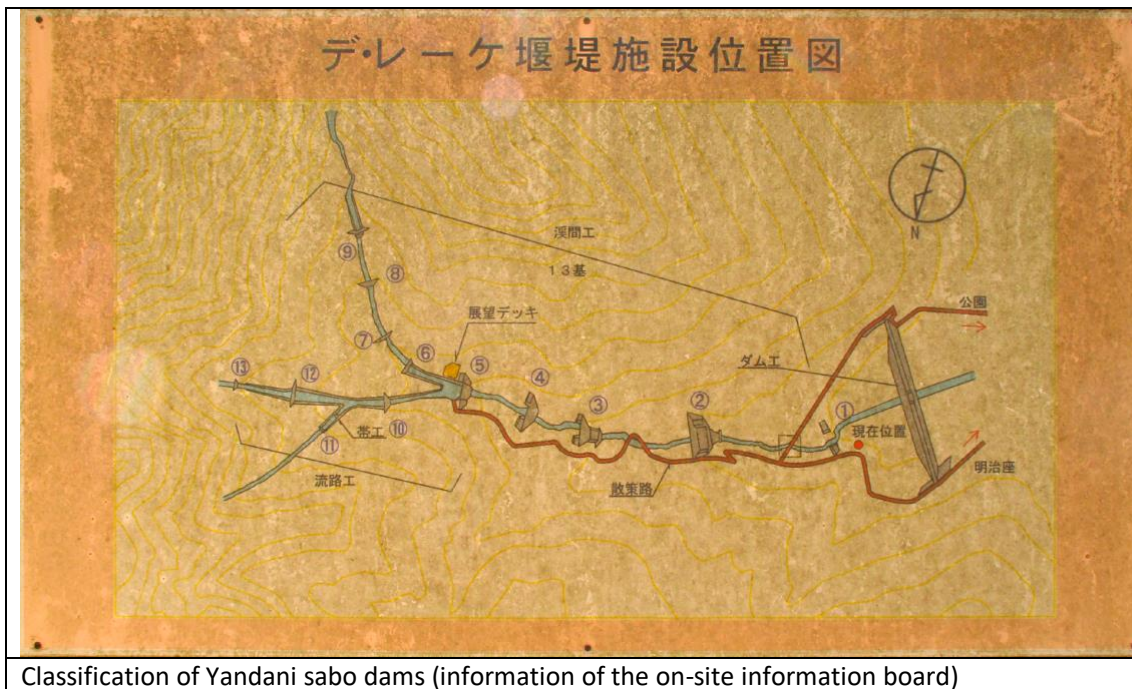 デ・レーケ堰堤施設位置図
N
渓間工
13基
⑨
⑧
公園
展望デッキ
⑦
⑥
⑤
ダム工
⑬
⑫
④
③
②
①
現在位置
帯工
⑩
⑪
明治座
流路工
散策路
Classification of Yandani sabo dams (information of the on-site information board)